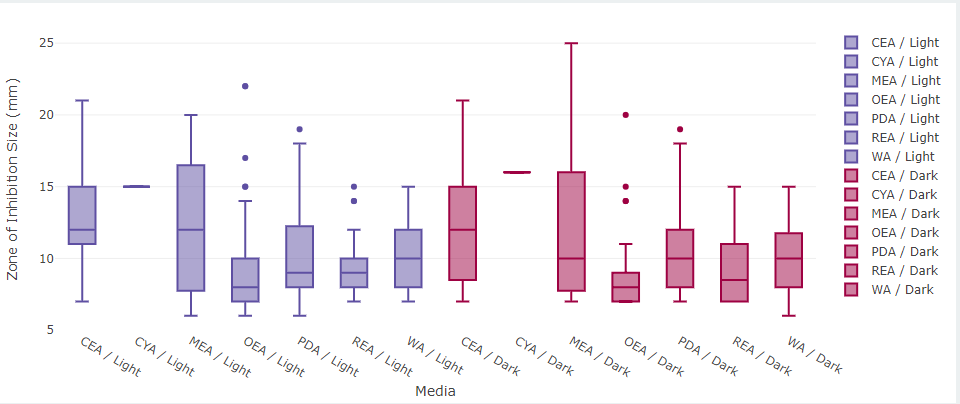 Zone of Inhibition Size (mm)
25
20
15
10
5
CEA / Light
CYA / Light
MEA / Light
OEA / Light
PDA / Light
REA / Light
WA / Light
CEA / Dark
CYA / Dark
MEA / Dark
OEA / Dark
PDA / Dark
REA / Dark
WA / Dark
Media
CEA / Light
CYA / Light
MEA / Light
OEA / Light
PDA / Light
REA / Light
WA / Light
CEA / Dark
CYA / Dark
MEA / Dark
OEA / Dark
PDA / Dark
REA / Dark
WA / Dark